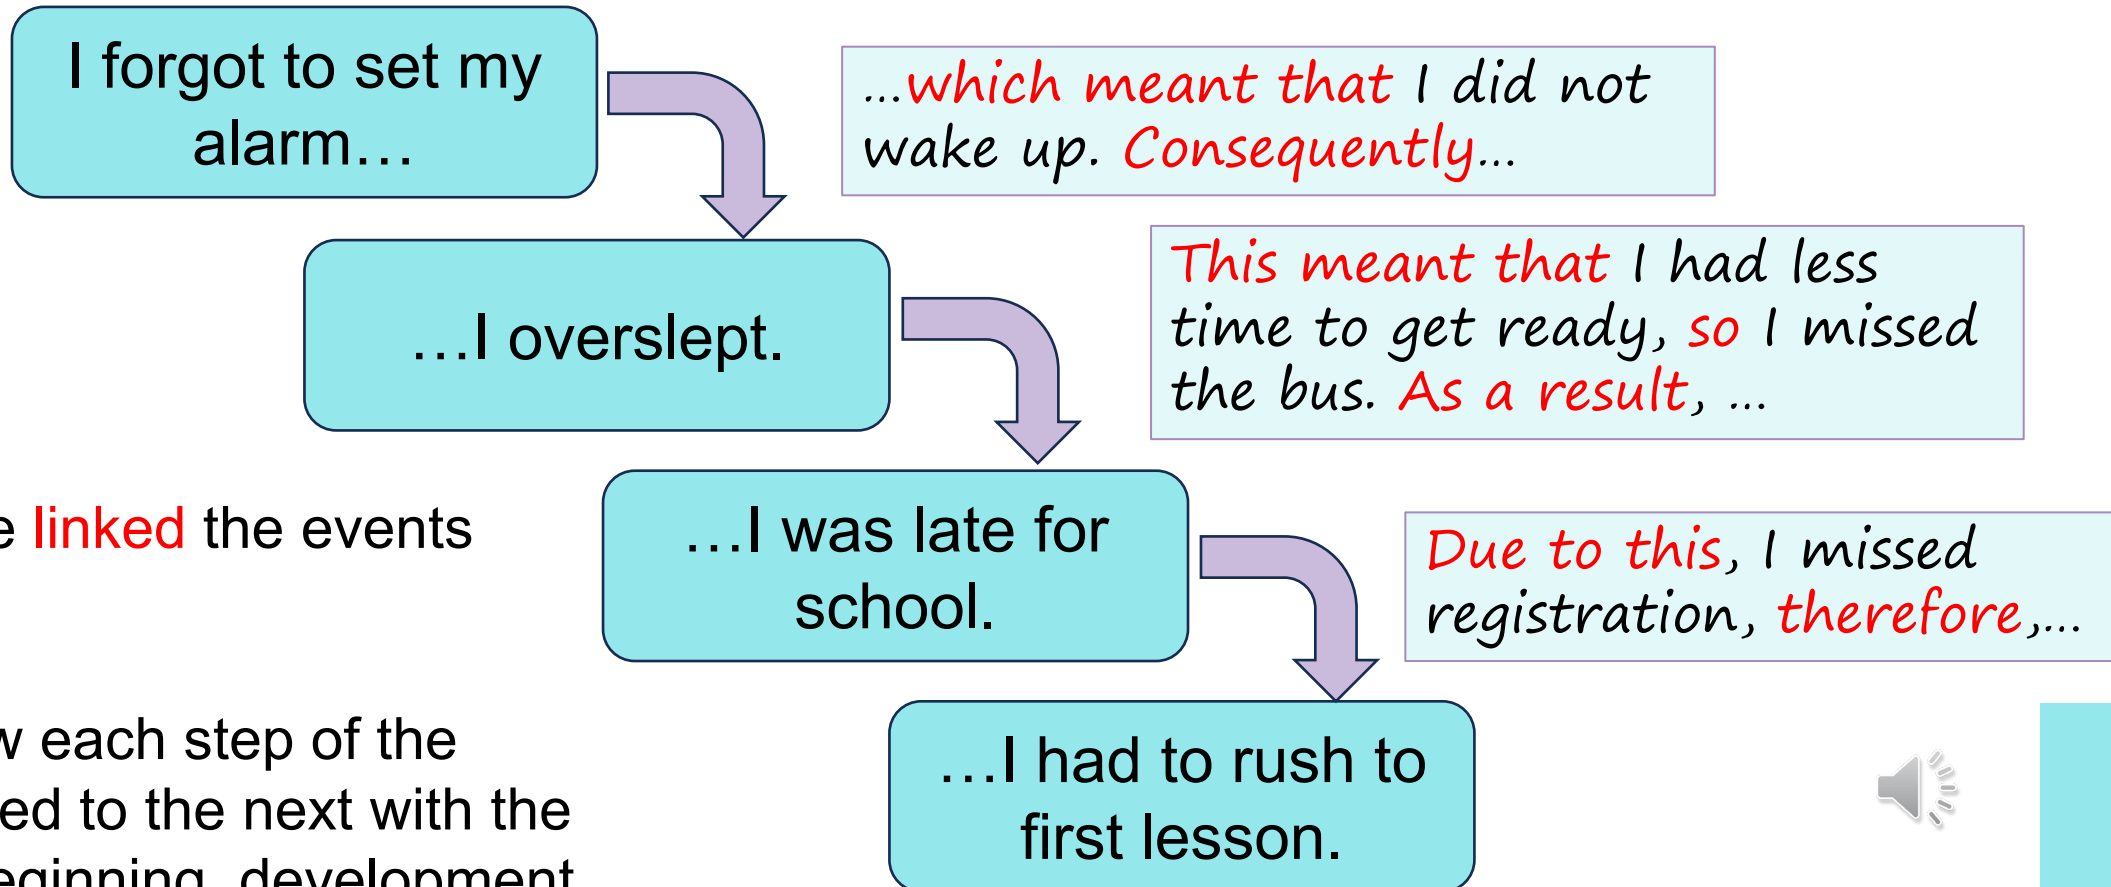 I forgot to set my
alarm…
…which meant that I did not
wake up. Consequently…
…I overslept.
This meant that I had less
time to get ready, so I missed
the bus. As a result, …
linked the events
…I was late for
school.
Due to this, I missed
registration, therefore,…
each step of the
to the next with the
development
…I had to rush to
first lesson.